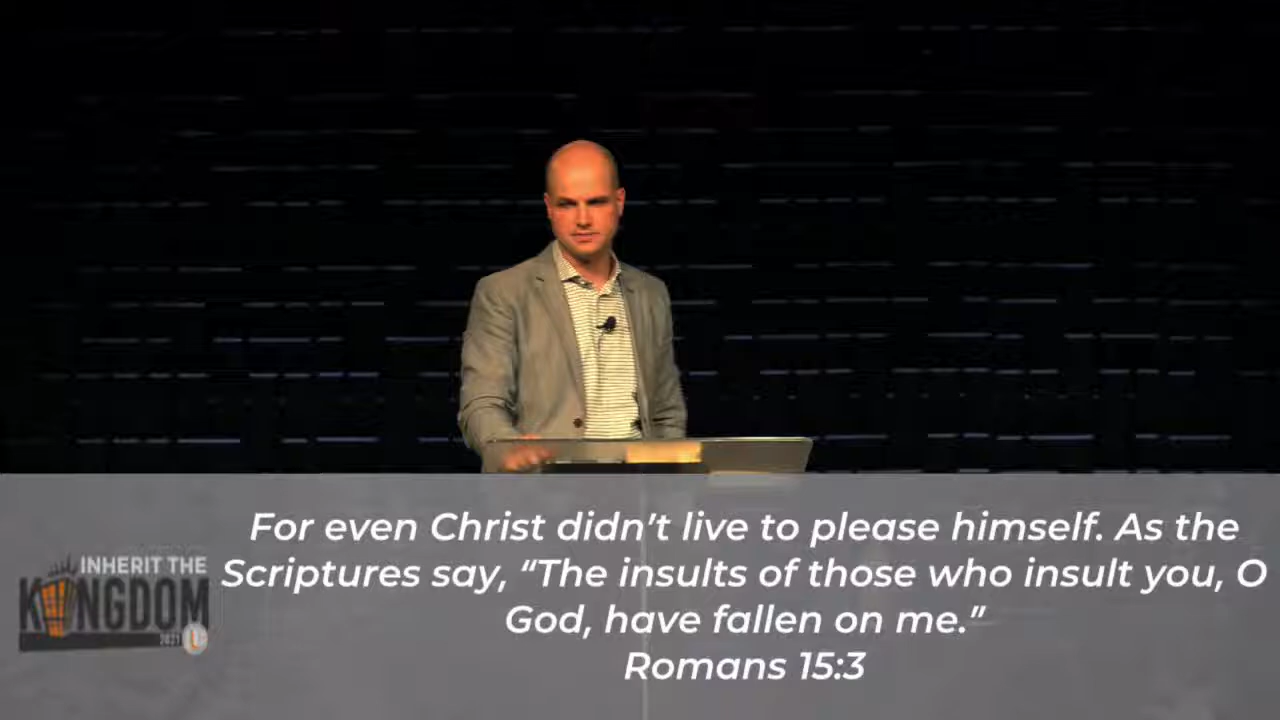 For even Christ didn’t live to please himself. As the
Scriptures say, “The insults of those who insult you, O
God, have fallen on me.”
Romans 15:3
INHERIT THE
KINGDOM
2021